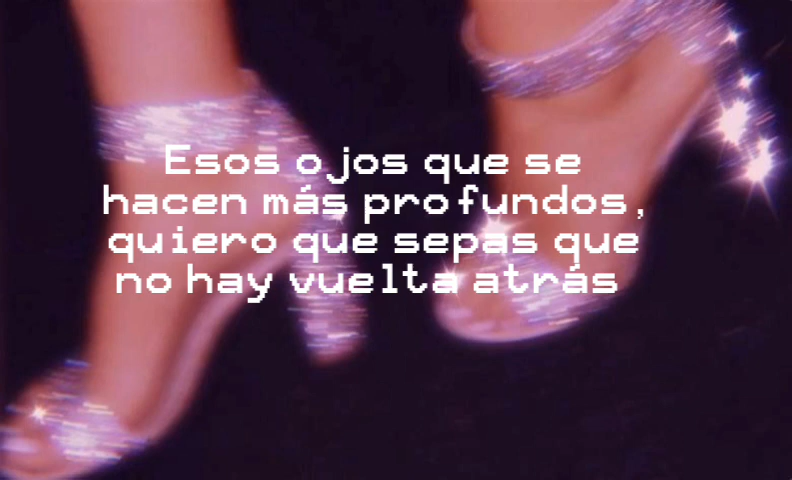 Esos ojos que se
hacen más profundos,
quiero que sepas que
no hay vuelta atrás